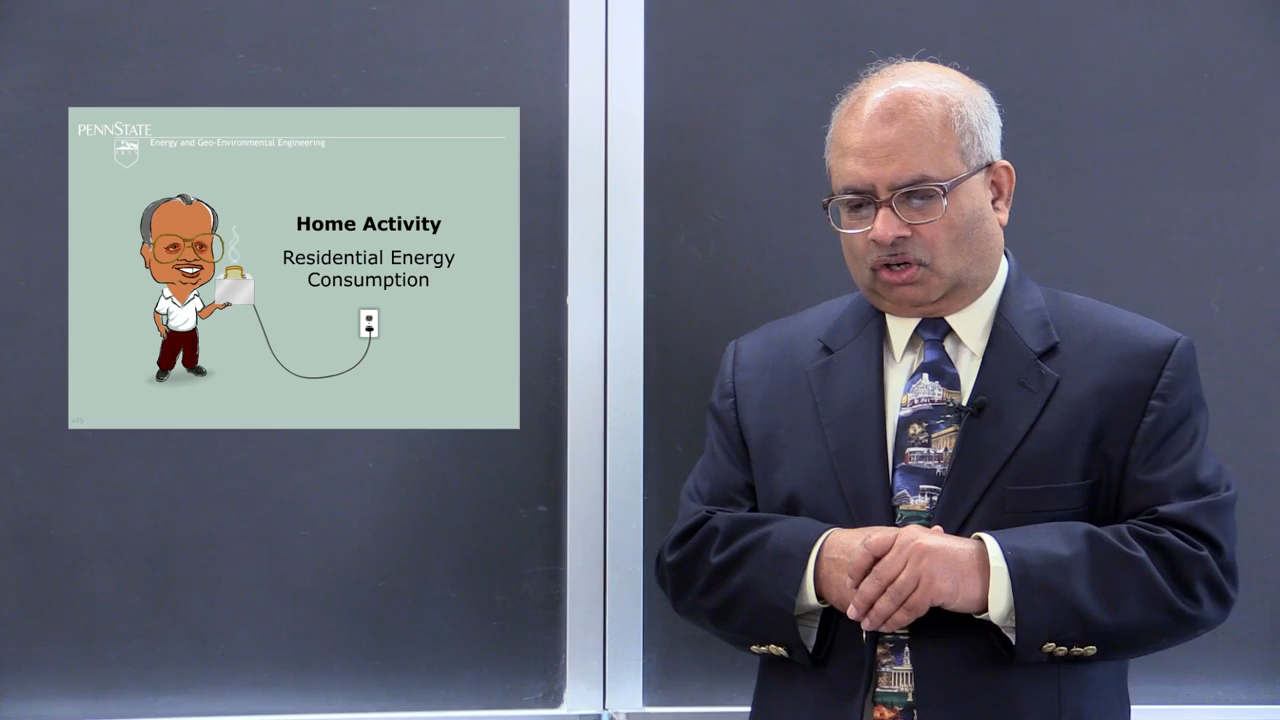 PENNSTATE
Energy and Geo-Environmental Engineering
Home Activity
Residential Energy
Consumption